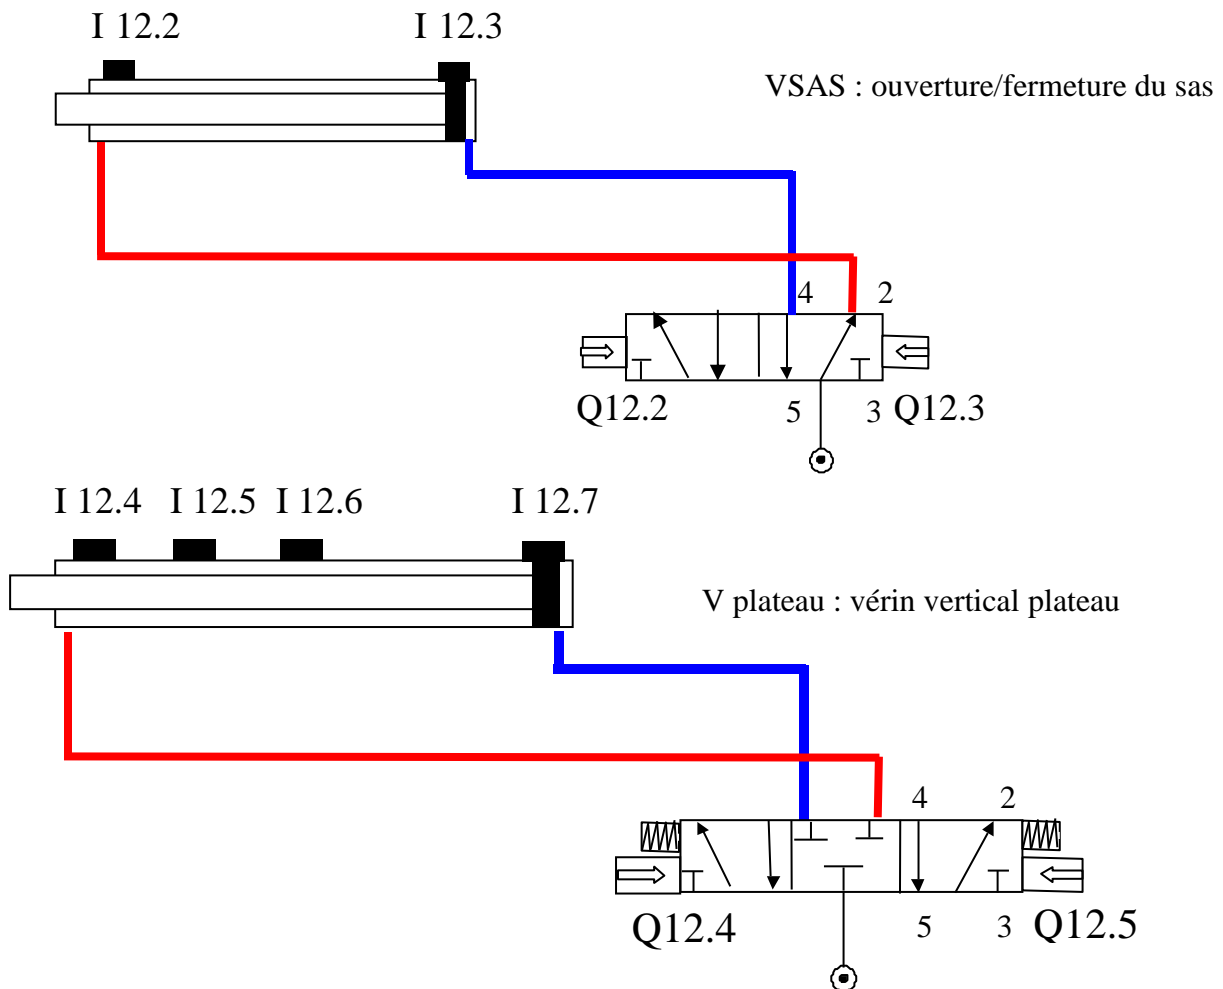 I 12.2 I 12.3
VSAS : ouverture/fermeture du sas
4 2
Q12.2 5 3 Q12.3
I 12.4 I 12.5 I 12.6 I 12.7
V plateau : vérin vertical plateau
4 2
Q12.4 5 3 Q12.5